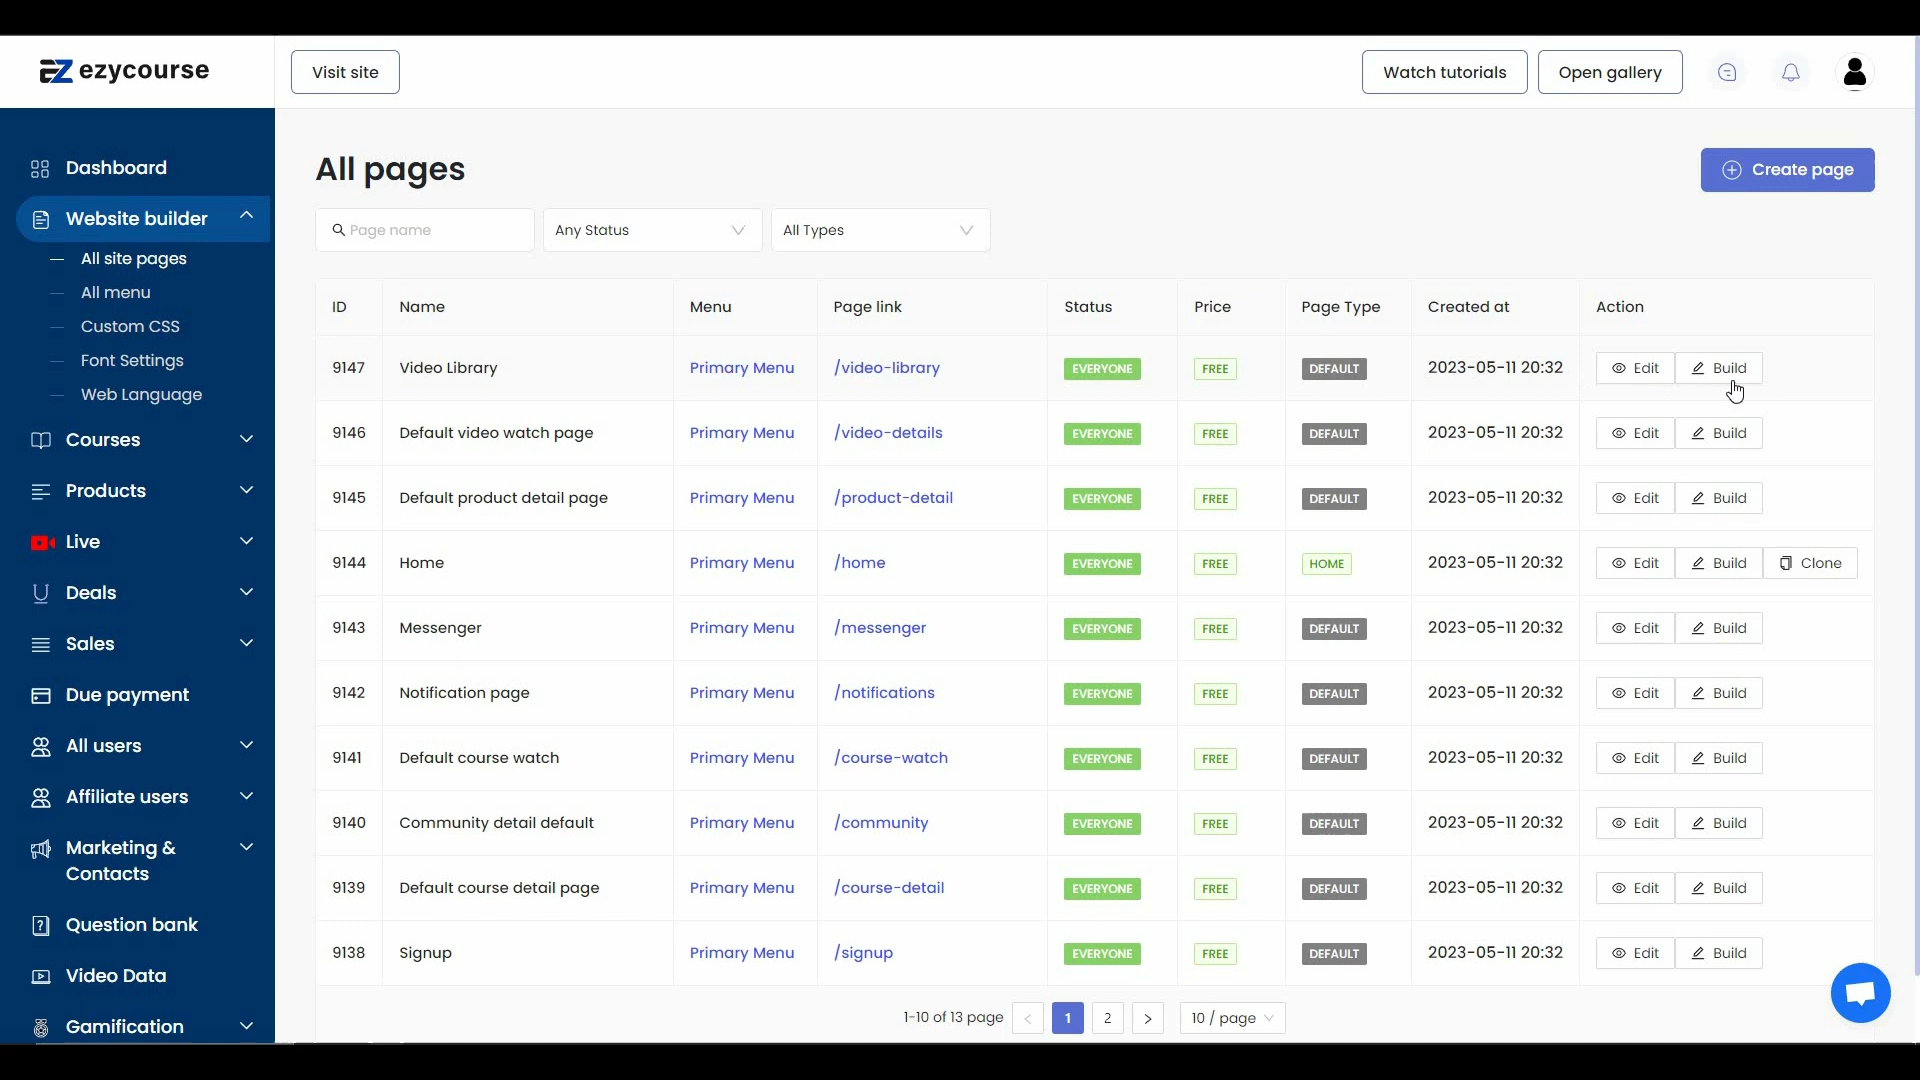 ezycourse
Visit site
Watch tutorials
Open gallery
Dashboard
Website builder
All site pages
All menu
Custom CSS
Font Settings
Web Language
Courses
Products
Live
Deals
Sales
Due payment
All users
Affiliate users
Marketing &
Contacts
Question bank
Video Data
Gamification
All pages
Create page
Page name
Any Status
All Types
ID Name Menu Page link Status Price Page Type Created at Action
9147 Video Library Primary Menu /video-library EVERYONE FREE DEFAULT 2023-05-11 20:32 Edit Build
9146 Default video watch page Primary Menu /video-details EVERYONE FREE DEFAULT 2023-05-11 20:32 Edit Build
9145 Default product detail page Primary Menu /product-detail EVERYONE FREE DEFAULT 2023-05-11 20:32 Edit Build
9144 Home Primary Menu /home EVERYONE FREE HOME 2023-05-11 20:32 Edit Build Clone
9143 Messenger Primary Menu /messenger EVERYONE FREE DEFAULT 2023-05-11 20:32 Edit Build
9142 Notification page Primary Menu /notifications EVERYONE FREE DEFAULT 2023-05-11 20:32 Edit Build
9141 Default course watch Primary Menu /course-watch EVERYONE FREE DEFAULT 2023-05-11 20:32 Edit Build
9140 Community detail default Primary Menu /community EVERYONE FREE DEFAULT 2023-05-11 20:32 Edit Build
9139 Default course detail page Primary Menu /course-detail EVERYONE FREE DEFAULT 2023-05-11 20:32 Edit Build
9138 Signup Primary Menu /signup EVERYONE FREE DEFAULT 2023-05-11 20:32 Edit Build
1-10 of 13 page < 1 2 > 10 / page